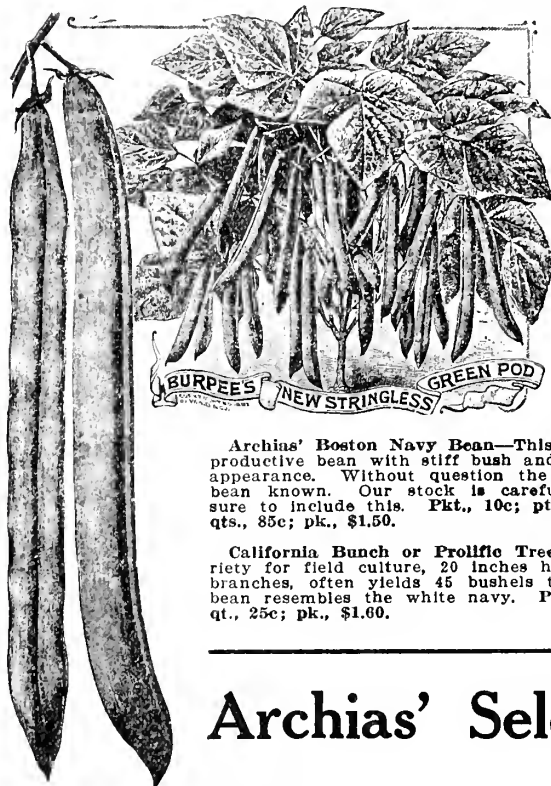 BURPEE'S NEW STRINGLESS GREEN POD
Archias' Boston Navy Bean—This
productive bean with stiff bush and
appearance. Without question the
bean known. Our stock is carefu
sure to include this. Pkt., 10c; pt
qts., 85c; pk., $1.50.
California Bunch or Prolific Tree
riety for field culture, 20 inches h
branches, often yields 45 bushels t
bean resembles the white navy. P
qt., 25c; pk., $1.60.
Archias' Sel